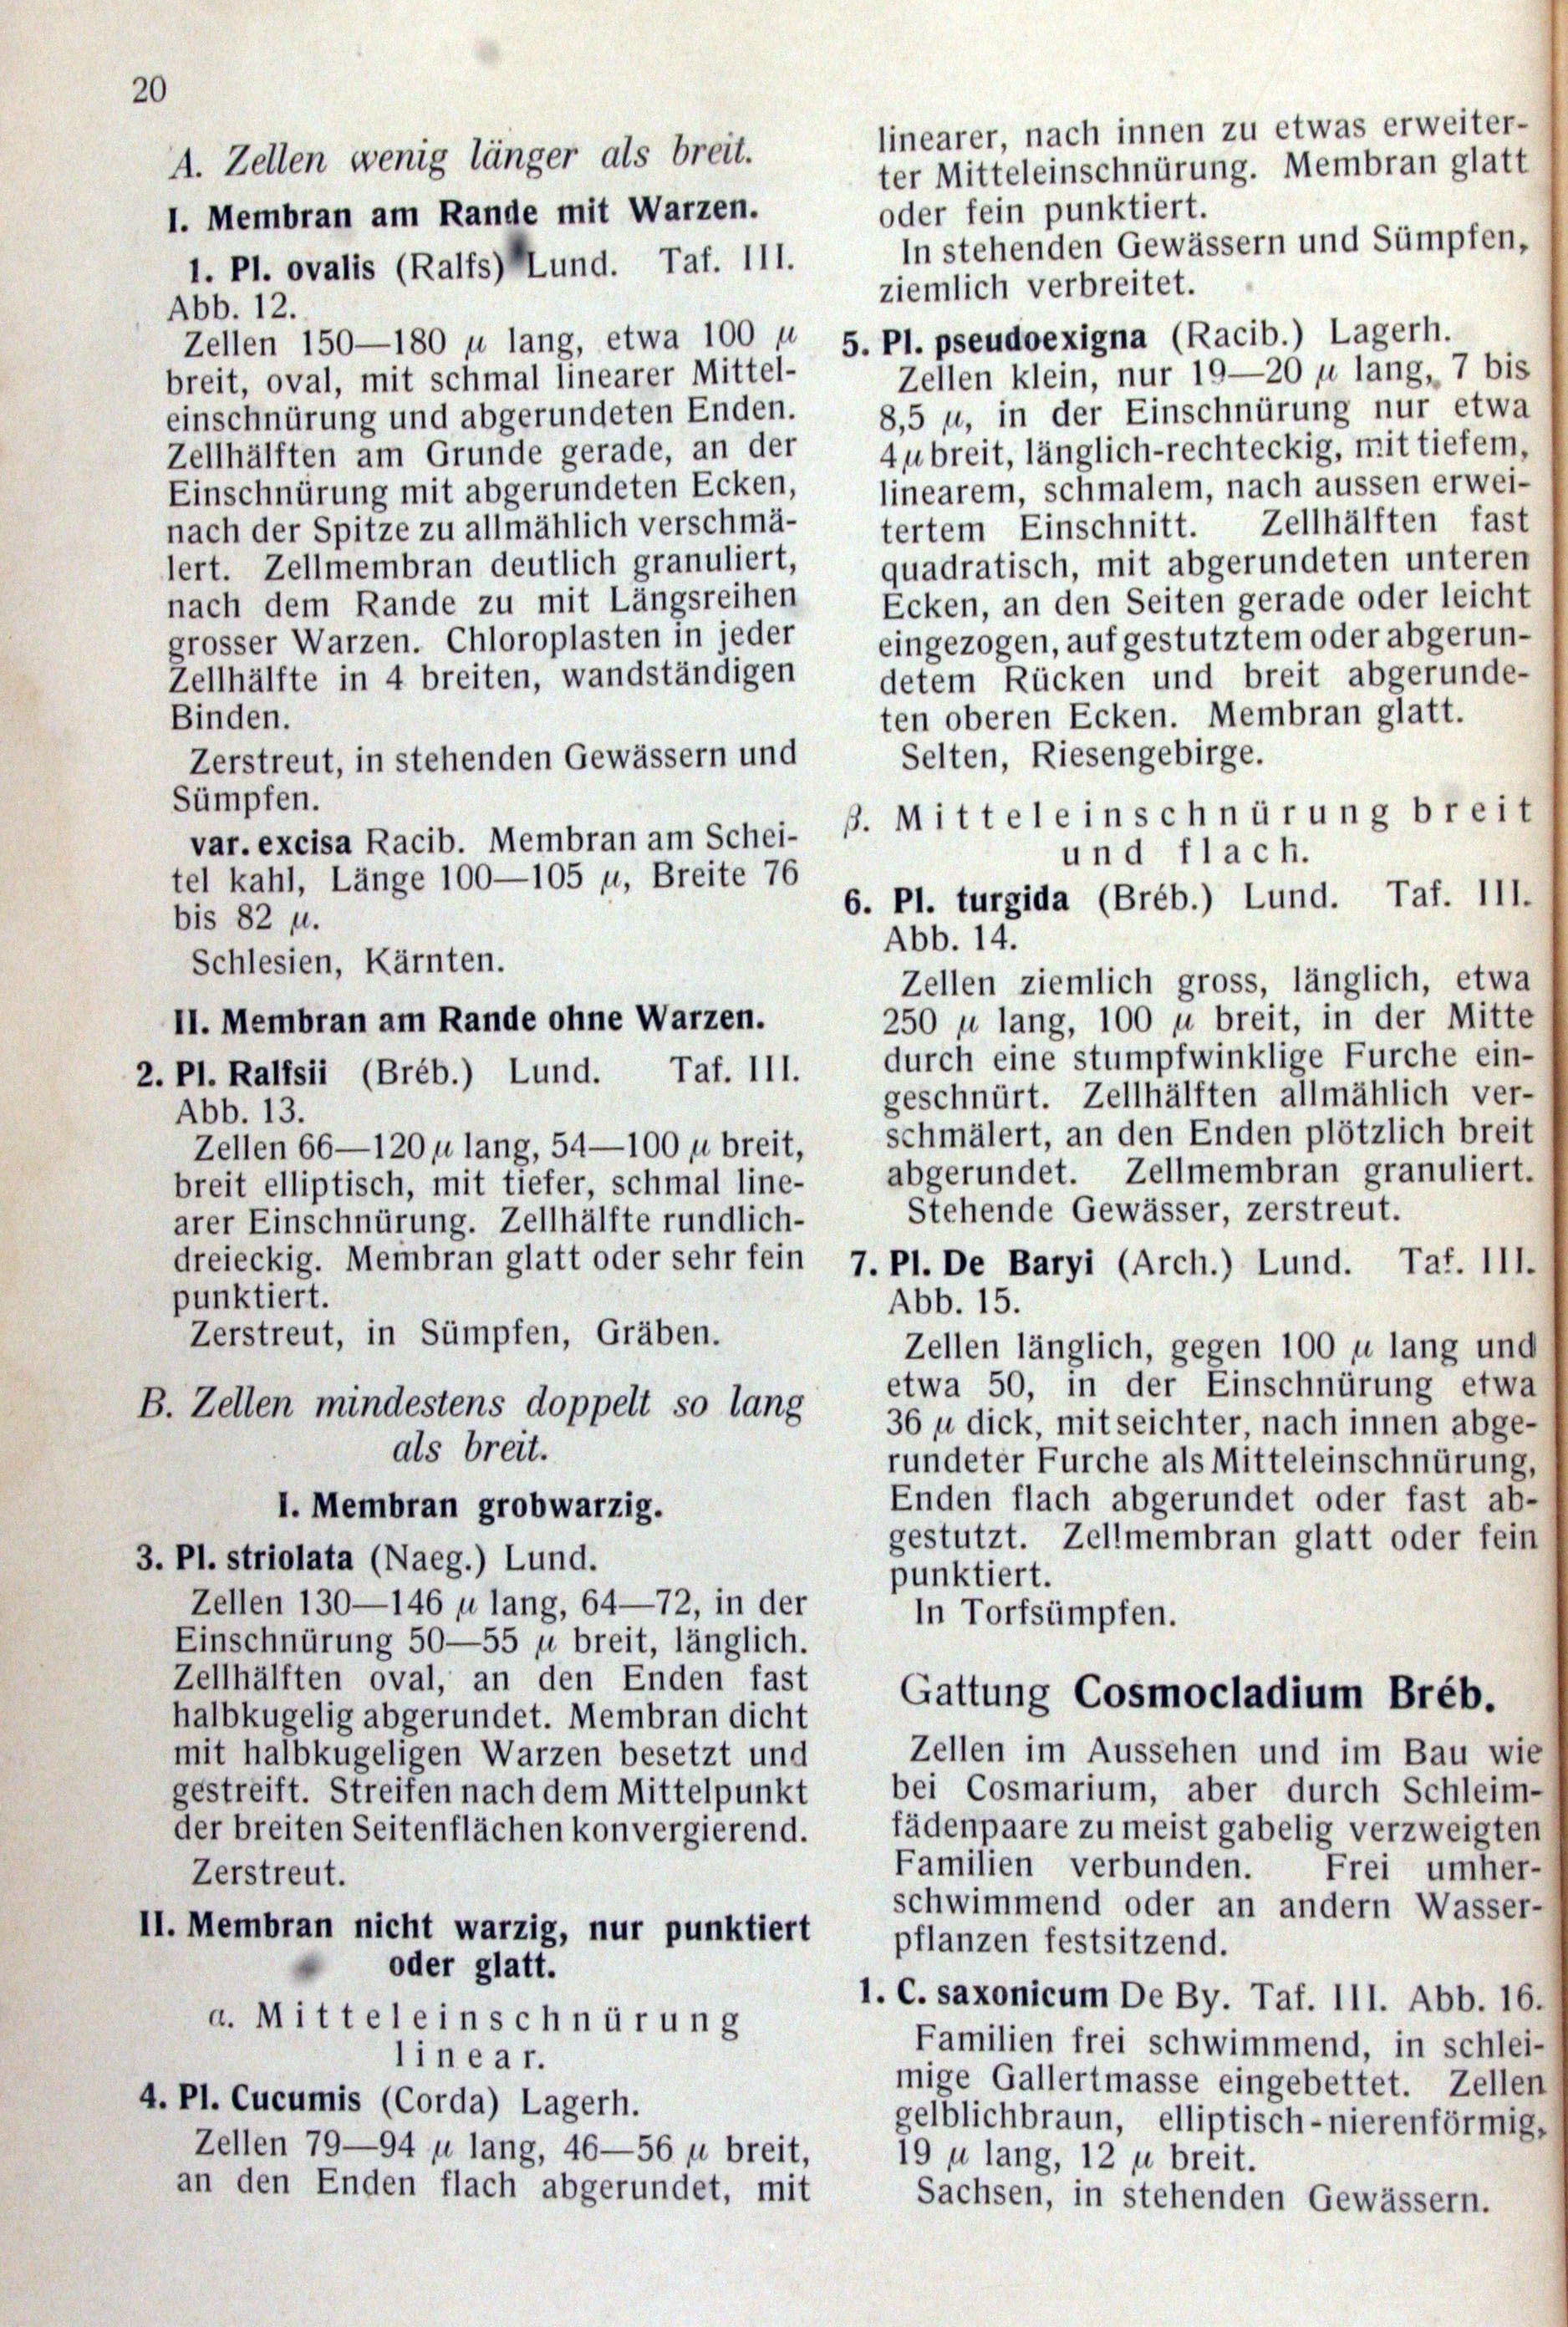 20
A. Zellen wenig länger als breit.
I. Membran am Rande mit Warzen.
1. Pl. ovalis (Ralfs) Lund. Taf. III.
Abb. 12.
Zellen 150—180 µ lang, etwa 100 µ
breit, oval, mit schmal linearer Mittel-
einschnürung und abgerundeten Enden.
Zellhälften am Grunde gerade, an der
Einschnürung mit abgerundeten Ecken,
nach der Spitze zu allmählich verschmä-
lert. Zellmembran deutlich granuliert,
nach dem Rande zu mit Längsreihen
grosser Warzen. Chloroplasten in jeder
Zellhälfte in 4 breiten, wandständigen
Binden.
Zerstreut, in stehenden Gewässern und
Sümpfen.
var. excisa Racib. Membran am Schei-
tel kahl, Länge 100—105 µ, Breite 76
bis 82 µ.
Schlesien, Kärnten.
II. Membran am Rande ohne Warzen.
2. Pl. Ralfsii (Bréb.) Lund. Taf. III.
Abb. 13.
Zellen 66—120 µ lang, 54—100 µ breit,
breit elliptisch, mit tiefer, schmal line-
arer Einschnürung. Zellhälfte rundlich-
dreieckig. Membran glatt oder sehr fein
punktiert.
Zerstreut, in Sümpfen, Gräben.
B. Zellen mindestens doppelt so lang
als breit.
I. Membran grobwarzig.
3. Pl. striolata (Naeg.) Lund.
Zellen 130—146 µ lang, 64—72, in der
Einschnürung 50—55 µ breit, länglich.
Zellhälften oval, an den Enden fast
halbkugelig abgerundet. Membran dicht
mit halbkugeligen Warzen besetzt und
gestreift. Streifen nach dem Mittelpunkt
der breiten Seitenflächen konvergierend.
Zerstreut.
II. Membran nicht warzig, nur punktiert
oder glatt.
α. Mitteleinschnürung
linear.
4. Pl. Cucumis (Corda) Lagerh.
Zellen 79—94 µ lang, 46—56 µ breit,
an den Enden flach abgerundet, mit
linearer, nach innen zu etwas erweiter-
ter Mitteleinschnürung. Membran glatt
oder fein punktiert.
In stehenden Gewässern und Sümpfen,
ziemlich verbreitet.
5. Pl. pseudoexigna (Racib.) Lagerh.
Zellen klein, nur 19—20 µ lang, 7 bis
8,5 µ, in der Einschnürung nur etwa
4 µ breit, länglich-rechteckig, mit tiefem,
linearem, schmalem, nach aussen erwei-
tertem Einschnitt. Zellhälften fast
quadratisch, mit abgerundeten unteren
Ecken, an den Seiten gerade oder leicht
eingezogen, auf gestutztem oder abgerun-
detem Rücken und breit abgerunde-
ten oberen Ecken. Membran glatt.
Selten, Riesengebirge.
β. Mitteleinschnürung breit
und flach.
6. Pl. turgida (Bréb.) Lund. Taf. III.
Abb. 14.
Zellen ziemlich gross, länglich, etwa
250 µ lang, 100 µ breit, in der Mitte
durch eine stumpfwinklige Furche ein-
geschnürt. Zellhälften allmählich ver-
schmälert, an den Enden plötzlich breit
abgerundet. Zellmembran granuliert.
Stehende Gewässer, zerstreut.
7. Pl. De Baryi (Arch.) Lund. Taf. III.
Abb. 15.
Zellen länglich, gegen 100 µ lang und
etwa 50, in der Einschnürung etwa
36 µ dick, mit seichter, nach innen abge-
rundeter Furche als Mitteleinschnürung,
Enden flach abgerundet oder fast ab-
gestutzt. Zellmembran glatt oder fein
punktiert.
In Torfsümpfen.
Gattung Cosmocladium Bréb.
Zellen im Aussehen und im Bau wie
bei Cosmarium, aber durch Schleim-
fädenpaare zu meist gabelig verzweigten
Familien verbunden. Frei umher-
schwimmend oder an andern Wasser-
pflanzen festsitzend.
1. C. saxonicum De By. Taf. III. Abb. 16.
Familien frei schwimmend, in schlei-
mige Gallertmasse eingebettet. Zellen
gelblichbraun, elliptisch-nierenförmig,
19 µ lang, 12 µ breit.
Sachsen, in stehenden Gewässern.